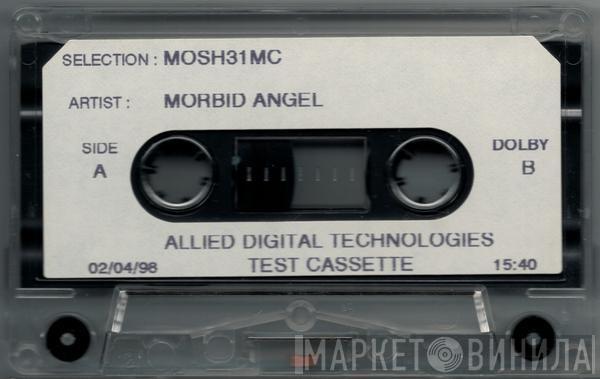 SELECTION : MOSH31MC
ARTIST : MORBID ANGEL
SIDE A
DOLBY B
ALLIED DIGITAL TECHNOLOGIES
02/04/98 TEST CASSETTE 15:40
МАРКЕТ ВИНИЛА